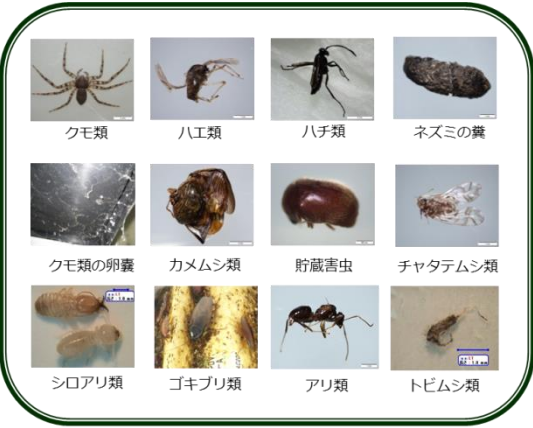 クモ類
ハエ類
ハチ類
ネズミの糞
クモ類の卵嚢
カメムシ類
貯蔵害虫
チャタテムシ類
シロアリ類
ゴキブリ類
アリ類
トビムシ類